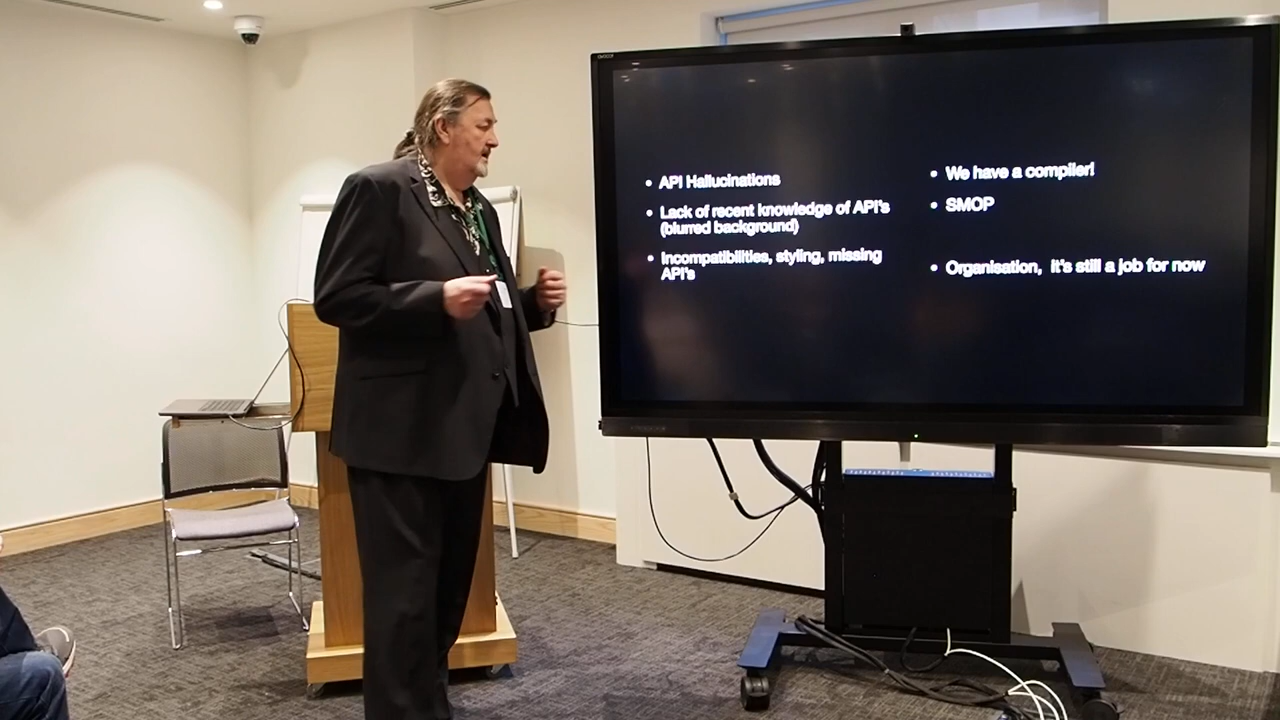 • API Hallucinations
• Lack of recent knowledge of API's
(blurred background)
• Incompatibilities, styling, missing
API's
• We have a compiler!
• SMOP
• Organisation, it's still a job for now